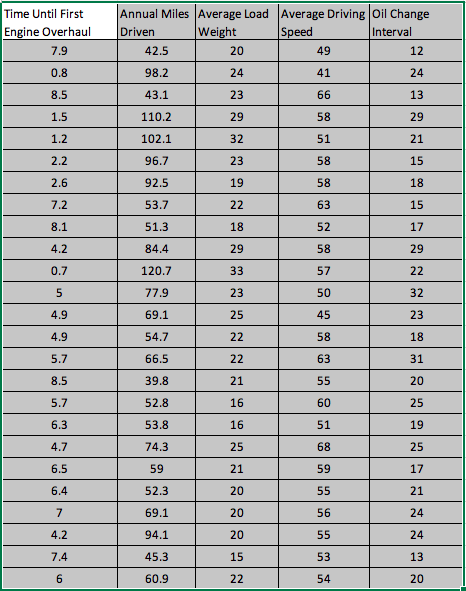 Time Until First Annual Miles Average Load Average Driving Oil Change
Engine Overhaul Driven Weight Speed Interval
7.9 42.5 20 49 12
0.8 98.2 24 41 24
8.5 43.1 23 66 13
1.5 110.2 29 58 29
1.2 102.1 32 51 21
2.2 96.7 23 58 15
2.6 92.5 19 58 18
7.2 53.7 22 63 15
8.1 51.3 18 52 17
4.2 84.4 29 58 29
0.7 120.7 33 57 22
5 77.9 23 50 32
4.9 69.1 25 45 23
4.9 54.7 22 58 18
5.7 66.5 22 63 31
8.5 39.8 21 55 20
5.7 52.8 16 60 25
6.3 53.8 16 51 19
4.7 74.3 25 68 25
6.5 59 21 59 17
6.4 52.3 20 55 21
7 69.1 20 56 24
4.2 94.1 20 55 24
7.4 45.3 15 53 13
6 60.9 22 54 20